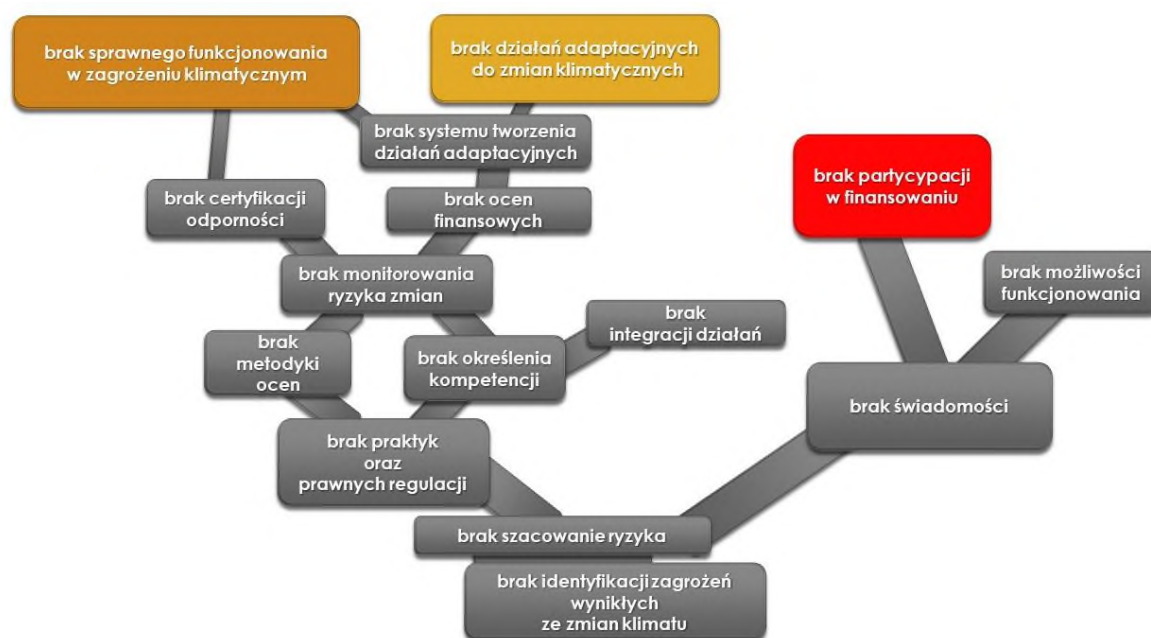 brak sprawnego funkcjonowania
w zagrożeniu klimatycznym
brak działań adaptacyjnych
do zmian klimatycznych
brak systemu tworzenia
działań adaptacyjnych
brak partycypacji
w finansowaniu
brak certyfikacji
odporności
brak ocen
finansowych
brak monitorowania
ryzyka zmian
brak możliwości
funkcjonowania
brak
integracji działań
brak
metodyki
ocen
brak określenia
kompetencji
brak świadomości
brak praktyk
oraz
prawnych regulacji
brak szacowanie ryzyka
brak identyfikacji zagrożeń
wynikłych
ze zmian klimatu